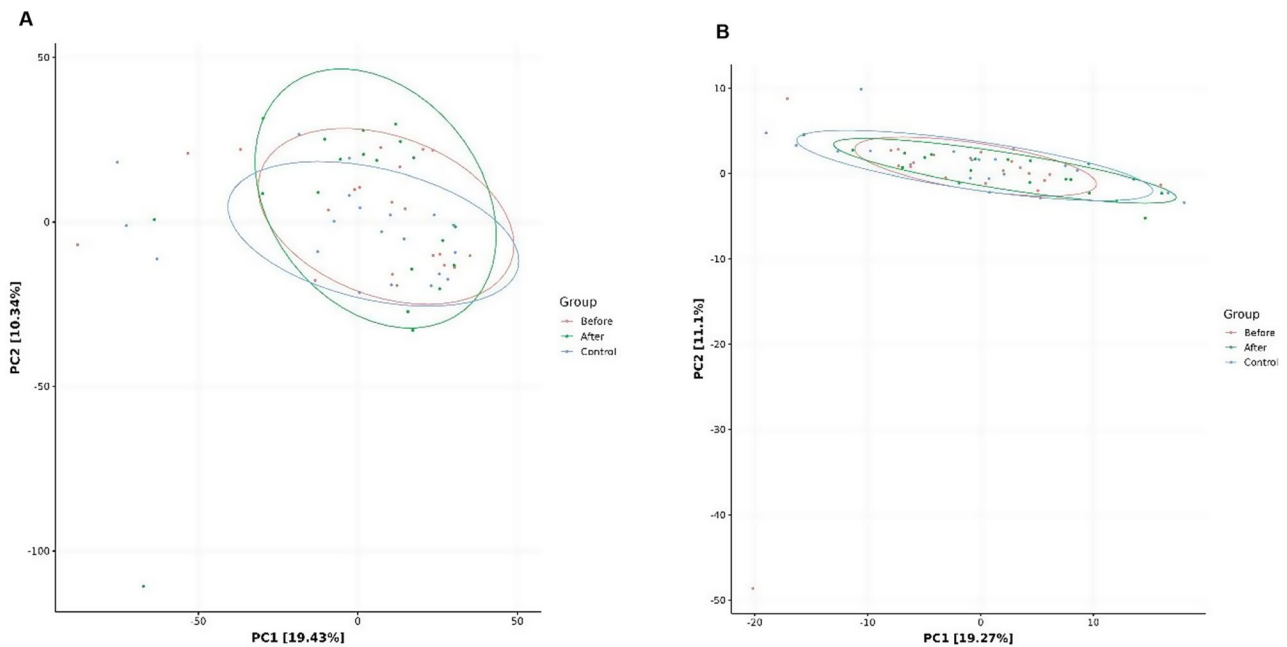 A
50
0
-50
-100
PC2 [10.34%]
-50
0
50
PC1 [19.43%]
Group
Before
After
Control
B
10
0
-10
-20
-30
-40
-50
PC2 [11.1%]
-20
-10
0
10
PC1 [19.27%]
Group
Before
After
Control